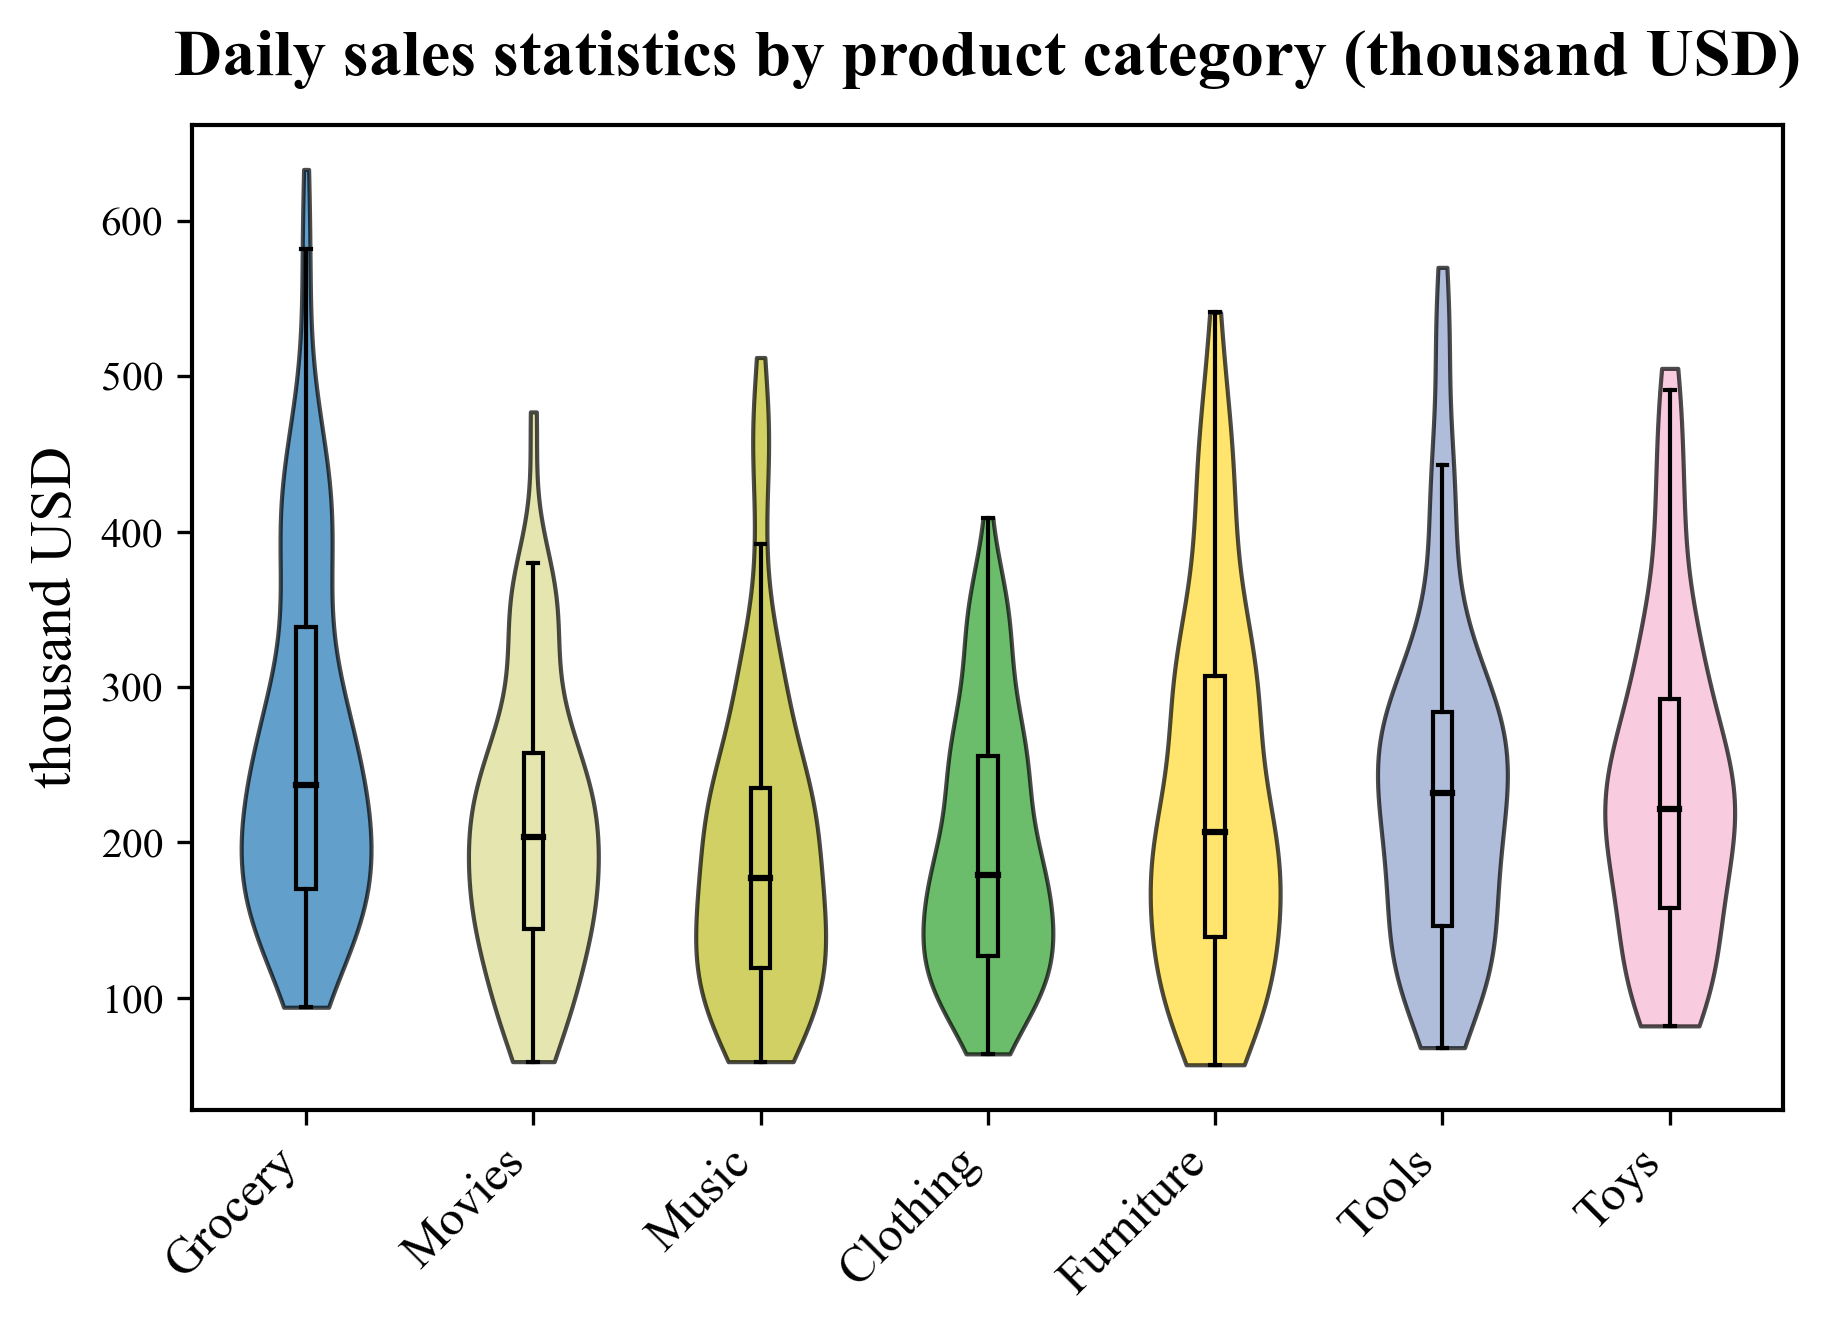 Daily sales statistics by product category (thousand USD)
thousand USD
600
500
400
300
200
100
Grocery
Movies
Music
Clothing
Furniture
Tools
Toys